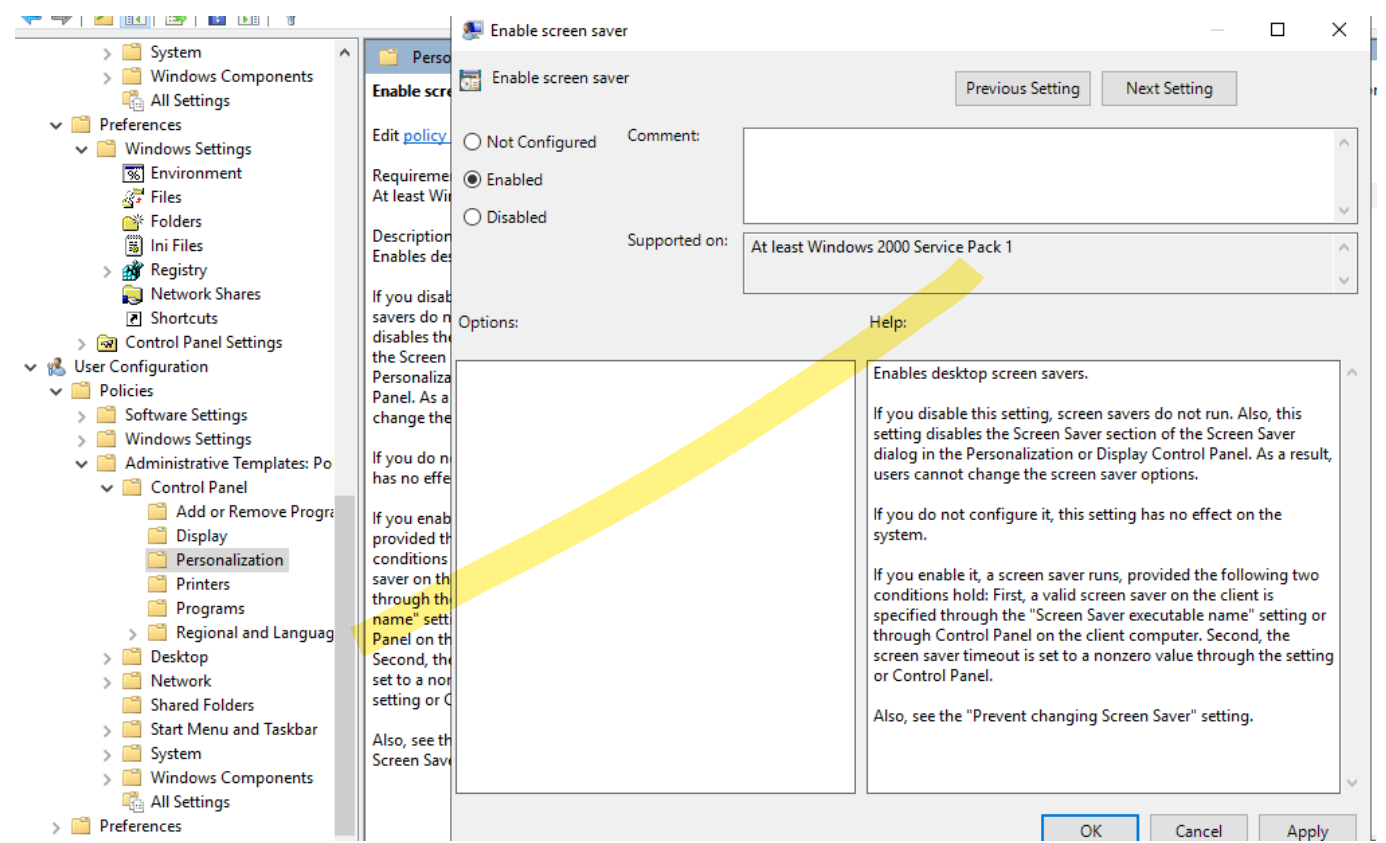 System
Windows Components
All Settings
Preferences
Windows Settings
Environment
Files
Folders
Ini Files
Registry
Network Shares
Shortcuts
Control Panel Settings
User Configuration
Policies
Software Settings
Windows Settings
Administrative Templates: Po
Control Panel
Add or Remove Progra
Display
Personalization
Printers
Programs
Regional and Languag
Desktop
Network
Shared Folders
Start Menu and Taskbar
System
Windows Components
All Settings
Preferences
Perso
Enable scre
Edit policy
Requireme
At least Wi
Description
Enables des
If you disab
savers do n
disables the
the Screen
Personaliza
Panel. As a
change the
If you do n
has no effe
If you enab
provided th
conditions
saver on th
through the
name" setti
Panel on th
Second, the
set to a nor
setting or C
Also, see th
Screen Save
Enable screen saver
Enable screen saver
Previous Setting Next Setting
Not Configured
Enabled
Disabled
Comment:
Supported on: At least Windows 2000 Service Pack 1
Options:
Help:
Enables desktop screen savers.
If you disable this setting, screen savers do not run. Also, this
setting disables the Screen Saver section of the Screen Saver
dialog in the Personalization or Display Control Panel. As a result,
users cannot change the screen saver options.
If you do not configure it, this setting has no effect on the
system.
If you enable it, a screen saver runs, provided the following two
conditions hold: First, a valid screen saver on the client is
specified through the "Screen Saver executable name" setting or
through Control Panel on the client computer. Second, the
screen saver timeout is set to a nonzero value through the setting
or Control Panel.
Also, see the "Prevent changing Screen Saver" setting.
OK Cancel Apply